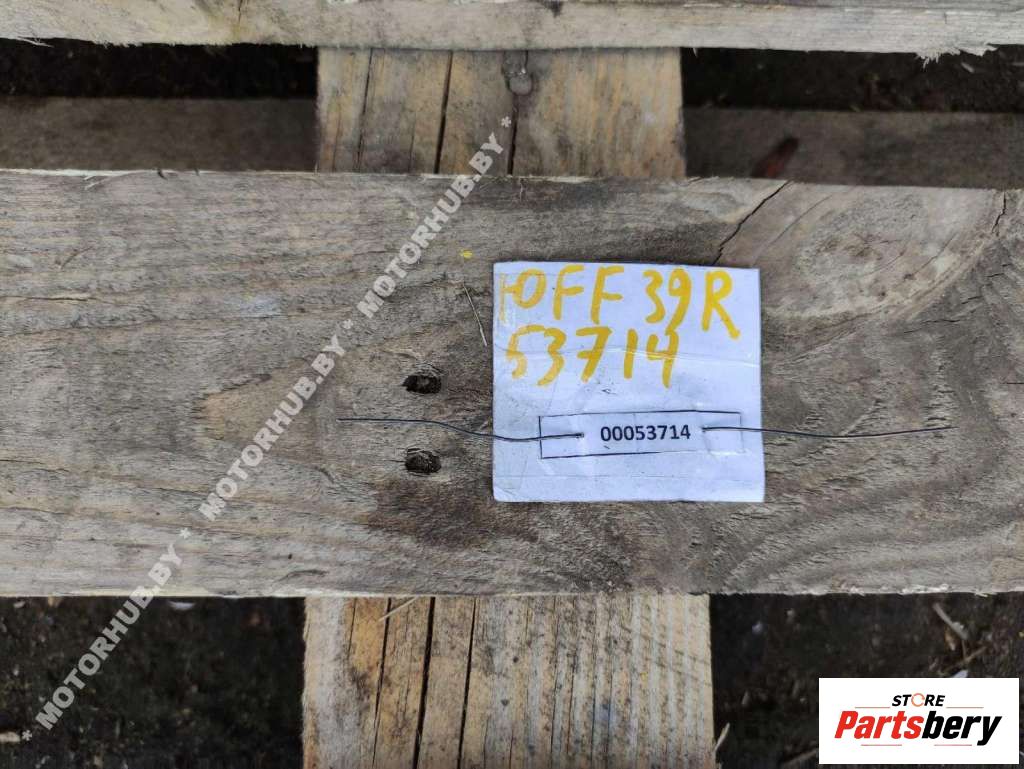 ЮFF 39R
53714
00053714
* MOTORHUB.BY * MOTORHUB.BY * MOTORHUB.BY * MOTORHUB.BY *
STORE
Partsbery